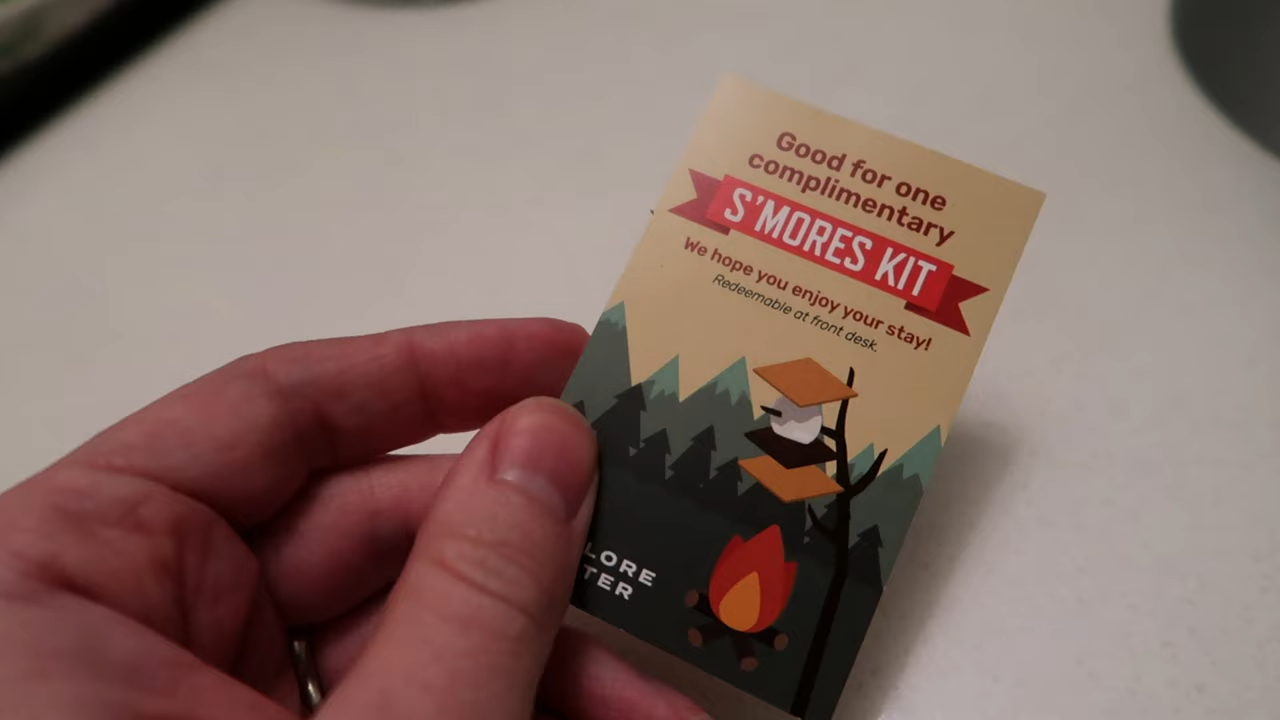 Good for one
complimentary
S'MORES KIT
We hope you enjoy your stay!
Redeemable at front desk.
LORE
TER